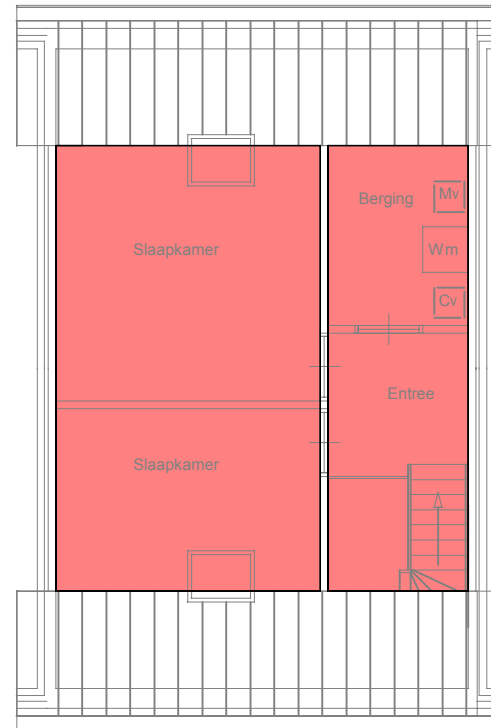 Berging
Mv
Slaapkamer
Wm
Cv
Entree
Slaapkamer